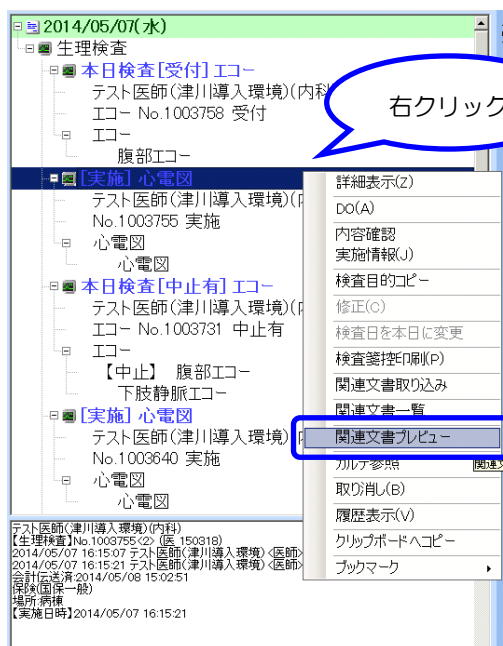 2014/05/07(水)
生理検査
本日検査[受付] エコー
テスト医師(津川導入環境)(内科
エコー No.1003758 受付
エコー
腹部エコー
[実施] 心電図
テスト医師(津川導入環境)(
No.1003755 実施
心電図
心電図
本日検査[中止有] エコー
テスト医師(津川導入環境)(
エコー No.1003731 中止有
エコー
【中止】 腹部エコー
下肢静脈エコー
[実施] 心電図
テスト医師(津川導入環境)
No.1003640 実施
心電図
心電図
右クリック
詳細表示(Z)
DO(A)
内容確認
実施情報(J)
検査目的コピー
修正(C)
検査日を本日に変更
検査箋控印刷(P)
関連文書取り込み
関連文書一覧
関連文書プレビュー
カルテ参照
関連文
取り消し(B)
履歴表示(V)
クリップボードへコピー
ブックマーク
テスト医師(津川導入環境)(内科)
【生理検査】No.1003755<2> (医 150318)
2014/05/07 16:15:07 テスト医師(津川導入環境) <医師>
2014/05/07 16:15:21 テスト医師(津川導入環境) <医師>
会計伝送済:2014/05/08 15:02:51
保険(国保一般)
場所:病棟
【実施日時】2014/05/07 16:15:21